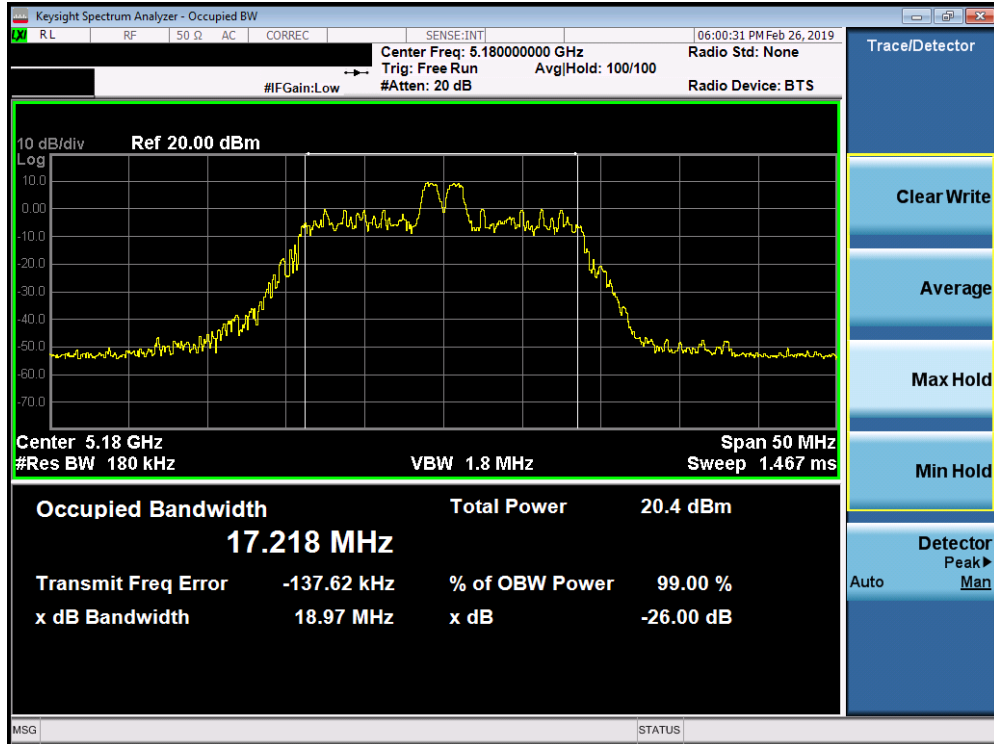 Keysight Spectrum Analyzer - Occupied BW
LXI RL RF 50 Ω AC CORREC SENSE:INT 06:00:31 PM Feb 26, 2019
Center Freq: 5.180000000 GHz Radio Std: None
Trig: Free Run Avg|Hold: 100/100
#IFGain:Low #Atten: 20 dB Radio Device: BTS
Trace/Detector
10 dB/div Ref 20.00 dBm
Log
10.0
0.00
-10.0
-20.0
-30.0
-40.0
-50.0
-60.0
-70.0
Center 5.18 GHz Span 50 MHz
#Res BW 180 kHz VBW 1.8 MHz Sweep 1.467 ms
Occupied Bandwidth Total Power 20.4 dBm
17.218 MHz
Transmit Freq Error -137.62 kHz % of OBW Power 99.00 %
x dB Bandwidth 18.97 MHz x dB -26.00 dB
Clear Write
Average
Max Hold
Min Hold
Detector
Peak▶
Auto Man
MSG STATUS